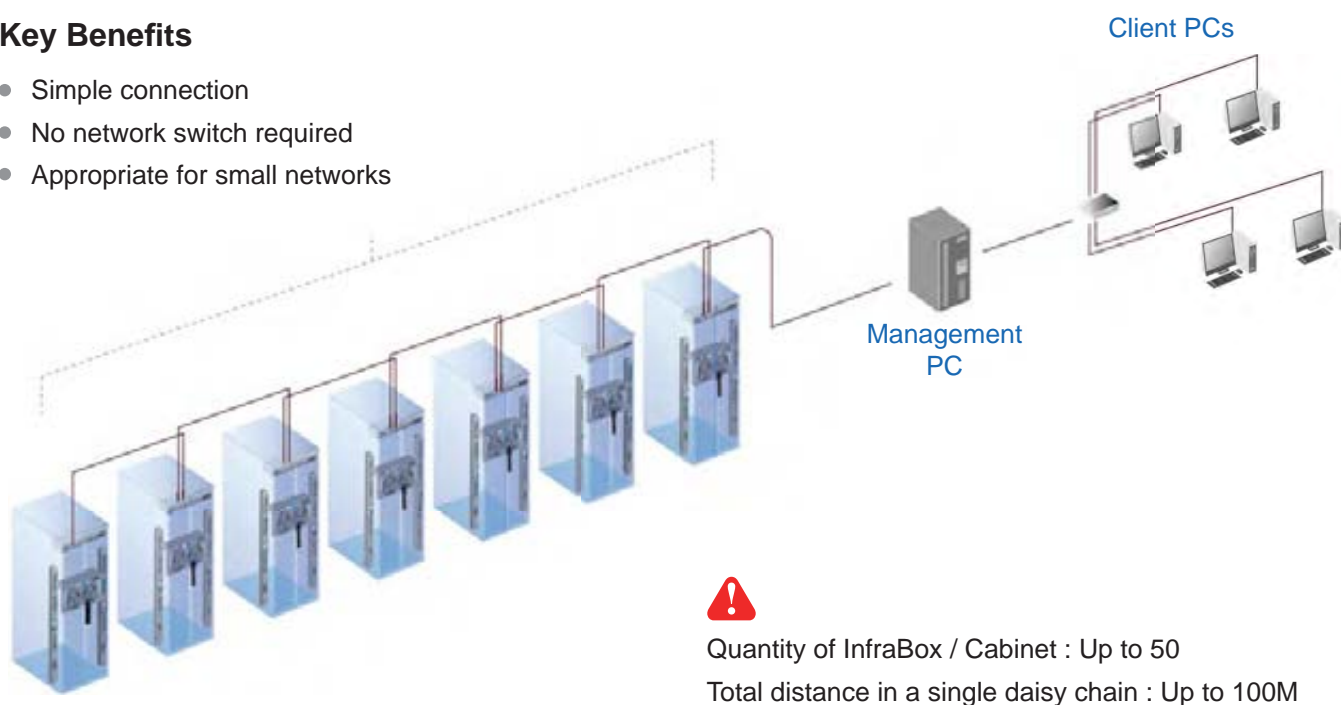 Key Benefits
Simple connection
No network switch required
Appropriate for small networks
Client PCs
Management
PC
Quantity of InfraBox / Cabinet : Up to 50
Total distance in a single daisy chain : Up to 100M